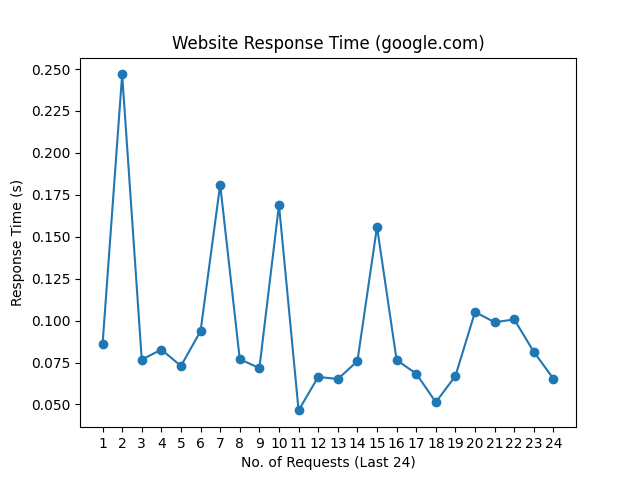 Website Response Time (google.com)
0.250
0.225
0.200
0.175
0.150
0.125
0.100
0.075
0.050
Response Time (s)
1 2 3 4 5 6 7 8 9 10 11 12 13 14 15 16 17 18 19 20 21 22 23 24
No. of Requests (Last 24)